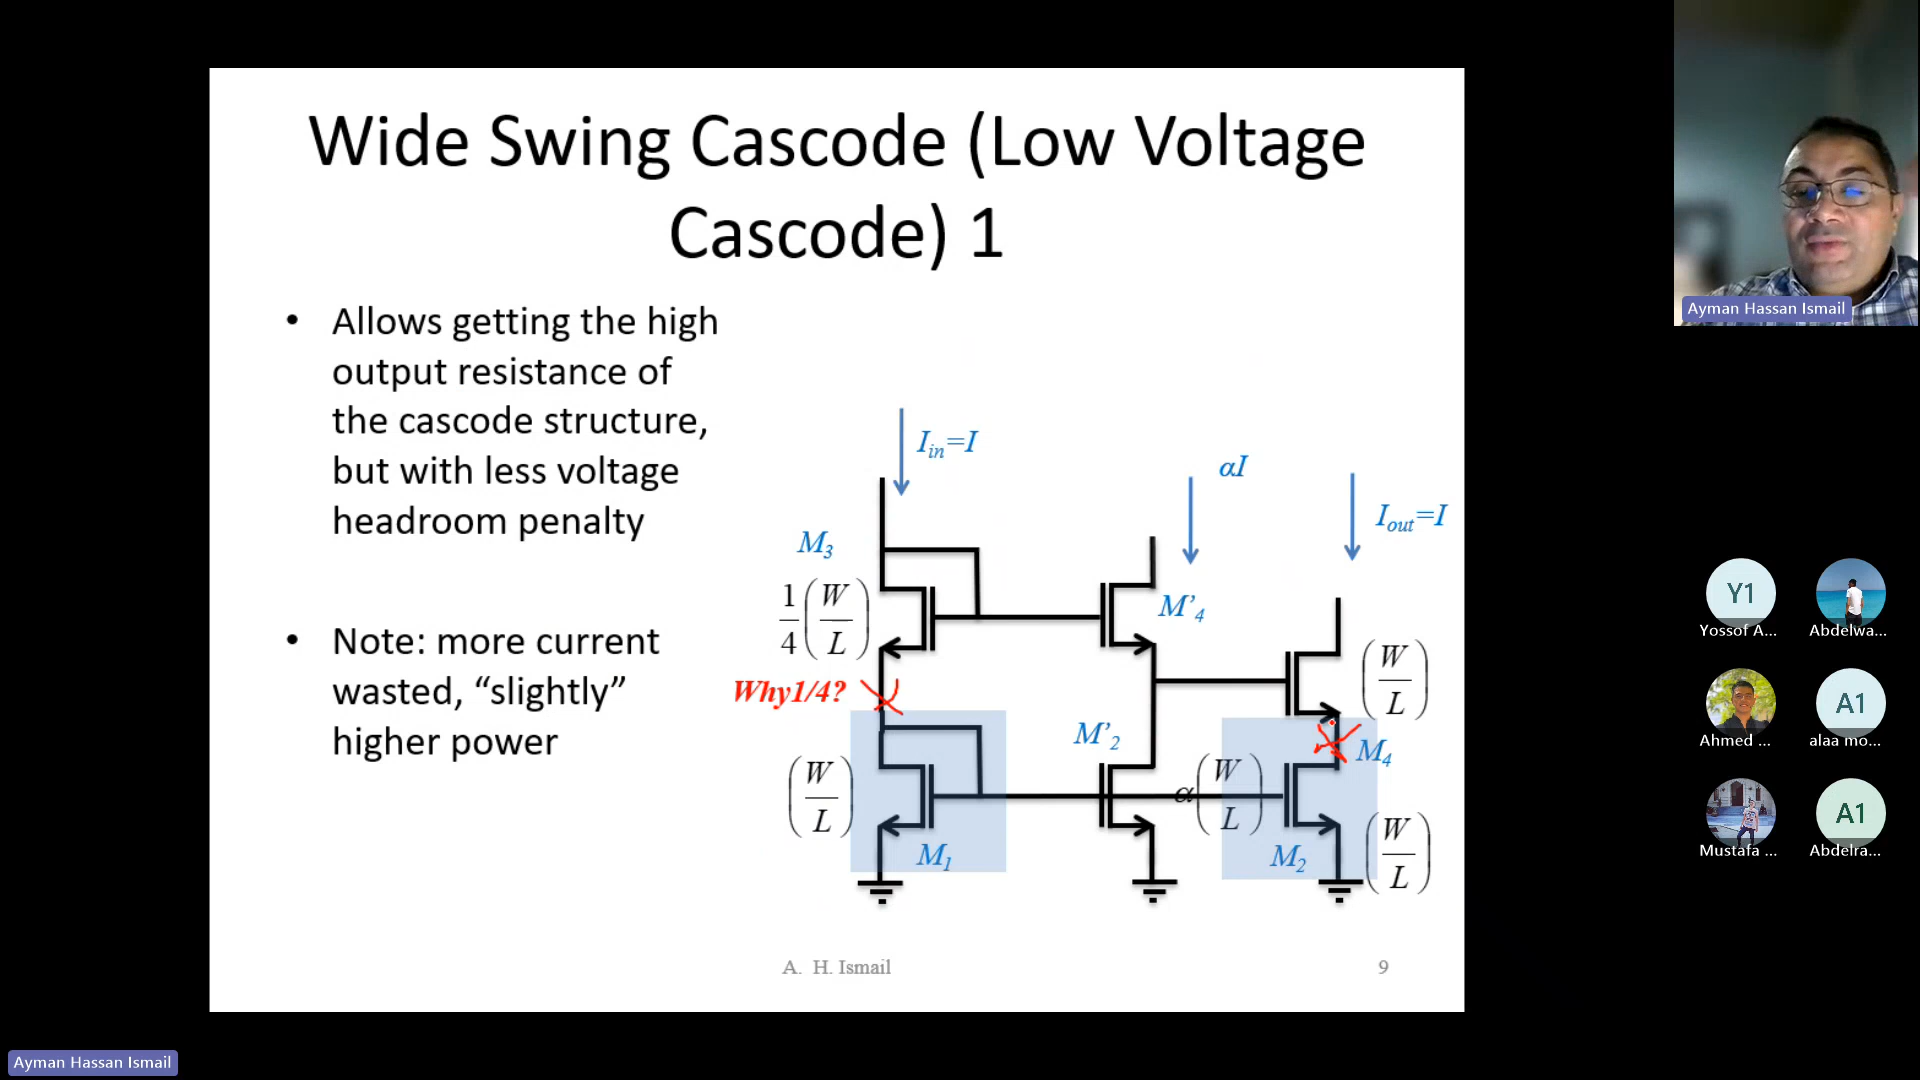 Wide Swing Cascode (Low Voltage
Cascode) 1
• Allows getting the high
output resistance of
the cascode structure,
but with less voltage
headroom penalty
• Note: more current
wasted, “slightly”
higher power
Iin=I
αI
Iout=I
M3
1/4 (W/L)
M’4
(W/L)
Why1/4?
M’2
M4
(W/L)
α(W/L)
(W/L)
M1
M2
A. H. Ismail
9
Ayman Hassan Ismail
Y1
Yossof A...
Abdelwa...
A1
Ahmed ...
alaa mo...
A1
Mustafa ...
Abdelra...
Ayman Hassan Ismail